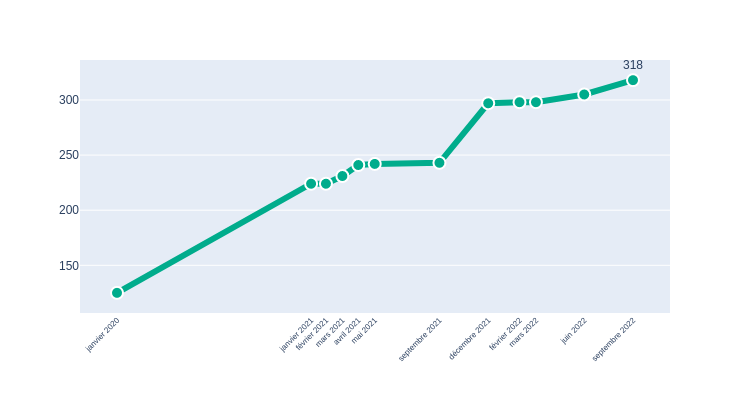 318
300
250
200
150
janvier 2020
janvier 2021
février 2021
mars 2021
avril 2021
mai 2021
septembre 2021
décembre 2021
février 2022
mars 2022
juin 2022
septembre 2022